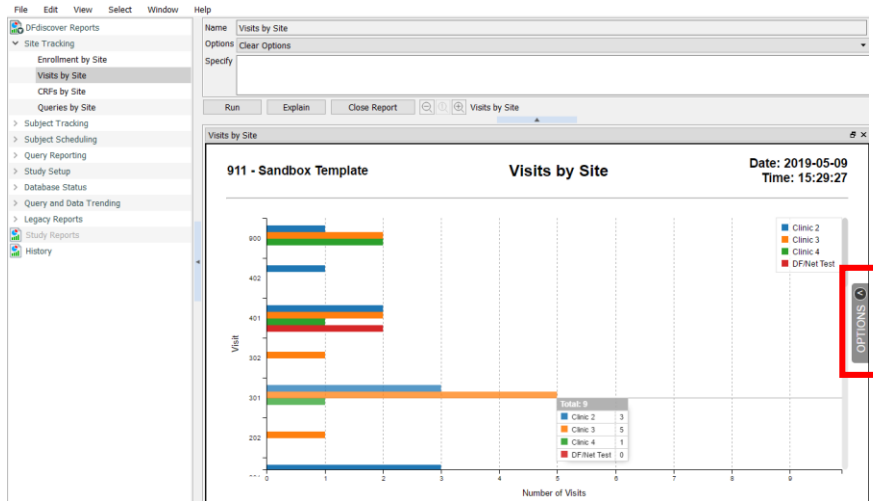 File Edit View Select Window Help
DFdiscover Reports
Site Tracking
Enrollment by Site
Visits by Site
CRFs by Site
Queries by Site
Subject Tracking
Subject Scheduling
Query Reporting
Study Setup
Database Status
Query and Data Trending
Legacy Reports
Study Reports
History
Name Visits by Site
Options Clear Options
Specify
Run Explain Close Report Visits by Site
Visits by Site
911 - Sandbox Template
Visits by Site
Date: 2019-05-09
Time: 15:29:27
Clinic 2
Clinic 3
Clinic 4
DF/Net Test
OPTIONS
Visit
900
402
401
302
301
202
Total: 9
Clinic 2 3
Clinic 3 5
Clinic 4 1
DF/Net Test 0
0 1 2 3 4 5 6 7 8 9
Number of Visits